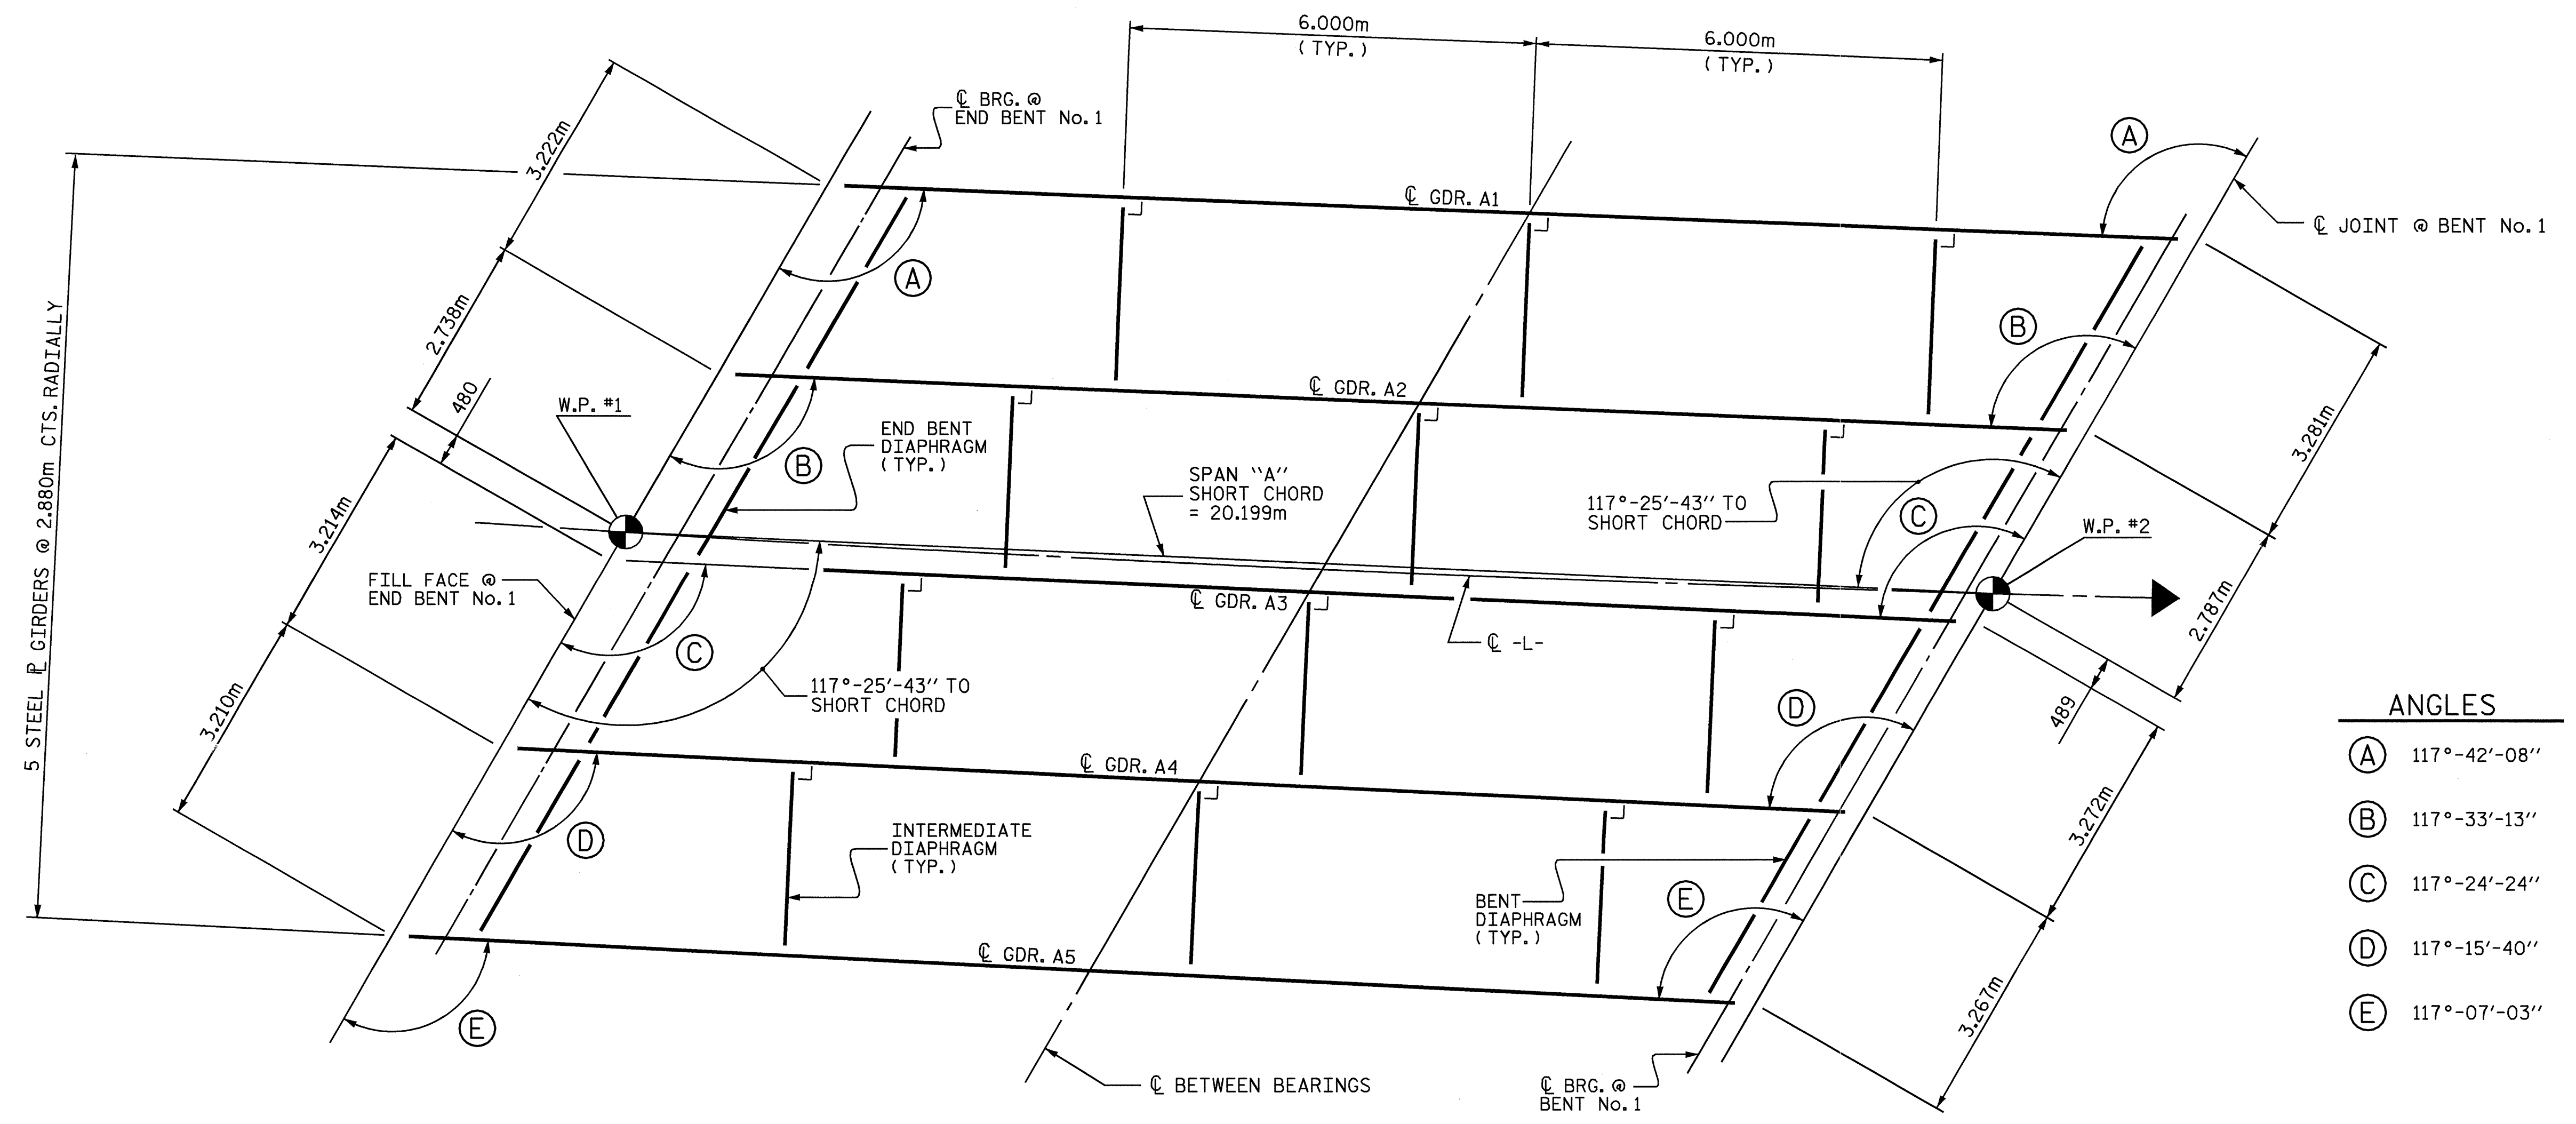 6.000m
(TYP.)
6.000m
(TYP.)
℄ BRG. @
END BENT No. 1
3.222m
A
℄ GDR. A1
℄ JOINT @ BENT No. 1
A
2.738m
B
5 STEEL ℙL GIRDERS @ 2.880m CTS. RADIALLY
480
W.P. #1
℄ GDR. A2
3.281m
END BENT
DIAPHRAGM
(TYP.)
B
SPAN "A"
SHORT CHORD
= 20.199m
117°-25'-43" TO
SHORT CHORD
C
W.P. #2
3.214m
FILL FACE @
END BENT No. 1
℄ GDR. A3
2.787m
℄ -L-
C
117°-25'-43" TO
SHORT CHORD
3.210m
D
489
℄ GDR. A4
D
INTERMEDIATE
DIAPHRAGM
(TYP.)
3.272m
BENT
DIAPHRAGM
(TYP.)
E
℄ GDR. A5
E
3.267m
℄ BETWEEN BEARINGS
℄ BRG. @
BENT No. 1
ANGLES
A 117°-42'-08"
B 117°-33'-13"
C 117°-24'-24"
D 117°-15'-40"
E 117°-07'-03"